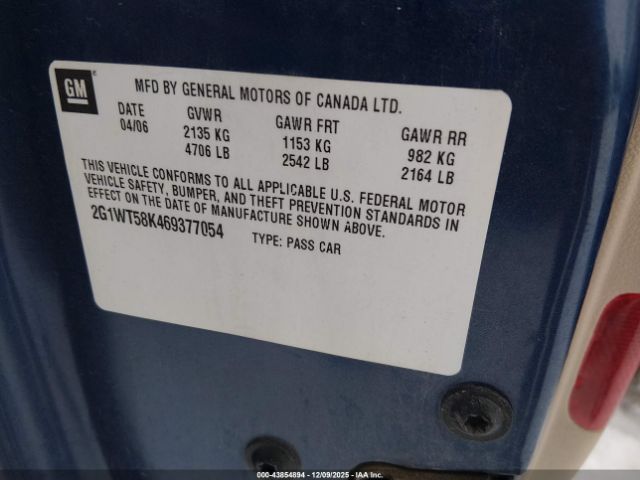 GM
MFD BY GENERAL MOTORS OF CANADA LTD.
DATE GVWR GAWR FRT GAWR RR
04/06 2135 KG 1153 KG 982 KG
4706 LB 2542 LB 2164 LB
THIS VEHICLE CONFORMS TO ALL APPLICABLE U.S. FEDERAL MOTOR
VEHICLE SAFETY, BUMPER, AND THEFT PREVENTION STANDARDS IN
EFFECT ON THE DATE OF MANUFACTURE SHOWN ABOVE.
2G1WT58K469377054 TYPE: PASS CAR
000-43854894 12/09/2025 IAA Inc.